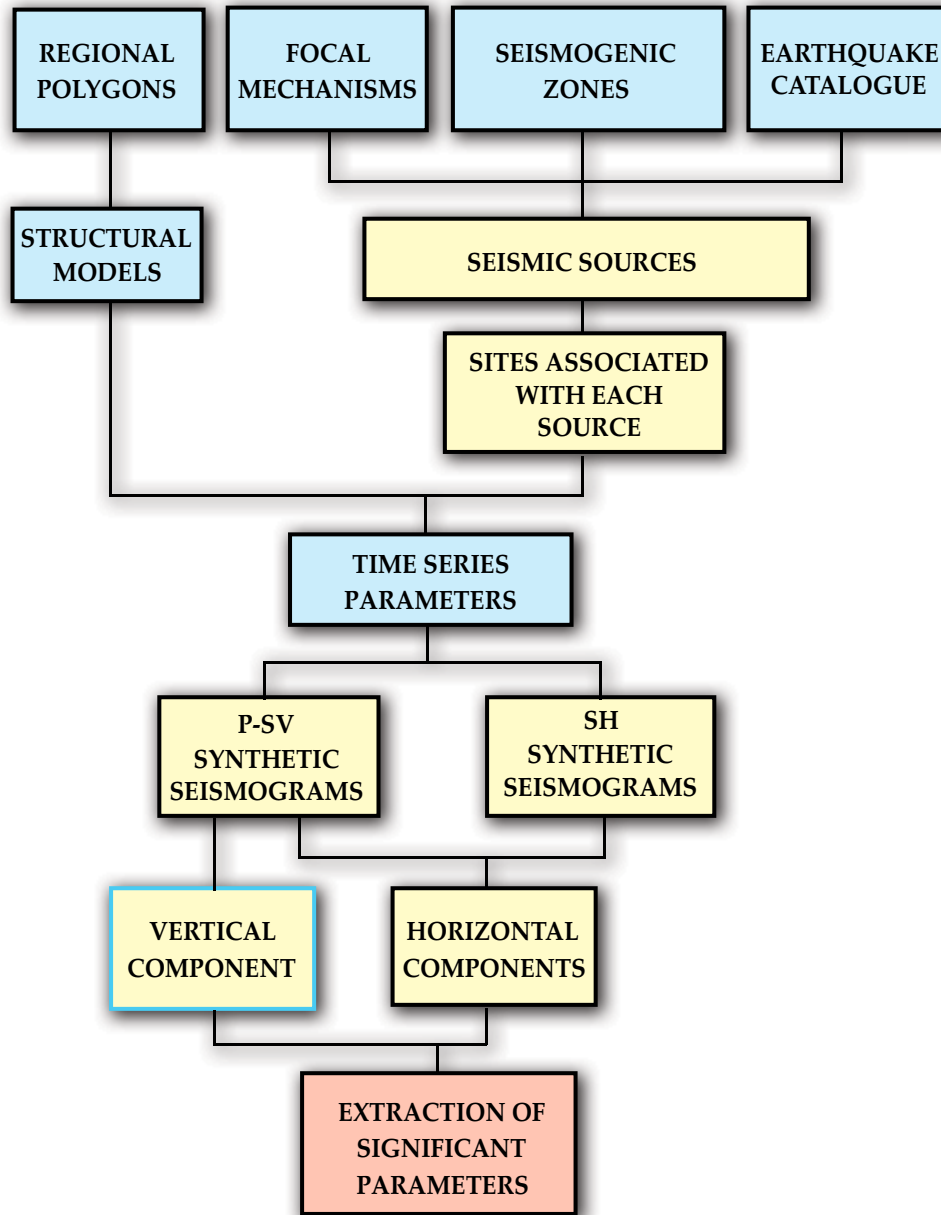 REGIONAL
POLYGONS
FOCAL
MECHANISMS
SEISMOGENIC
ZONES
EARTHQUAKE
CATALOGUE
STRUCTURAL
MODELS
SEISMIC SOURCES
SITES ASSOCIATED
WITH EACH
SOURCE
TIME SERIES
PARAMETERS
P-SV
SYNTHETIC
SEISMOGRAMS
SH
SYNTHETIC
SEISMOGRAMS
VERTICAL
COMPONENT
HORIZONTAL
COMPONENTS
EXTRACTION OF
SIGNIFICANT
PARAMETERS